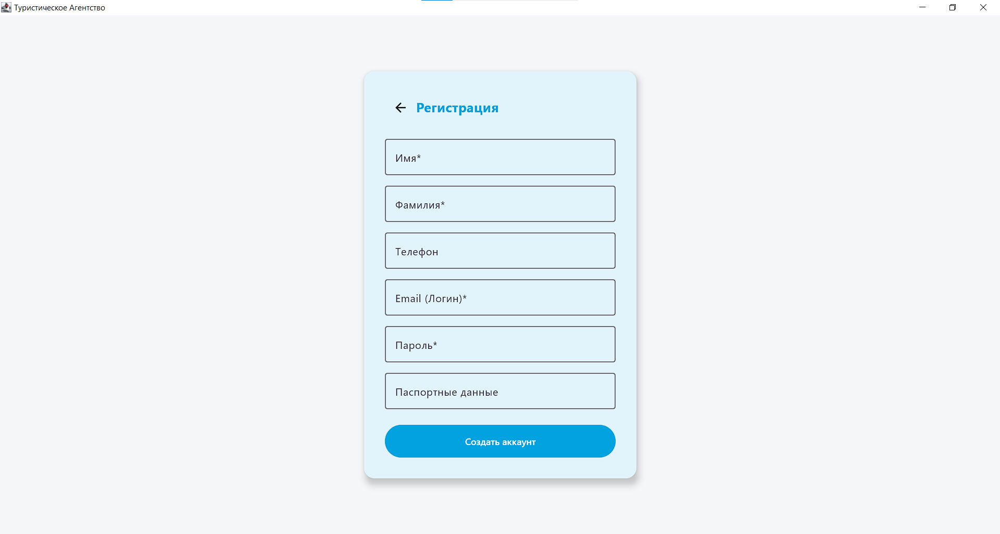 Туристическое Агентство
Регистрация
Имя*
Фамилия*
Телефон
Email (Логин)*
Пароль*
Паспортные данные
Создать аккаунт